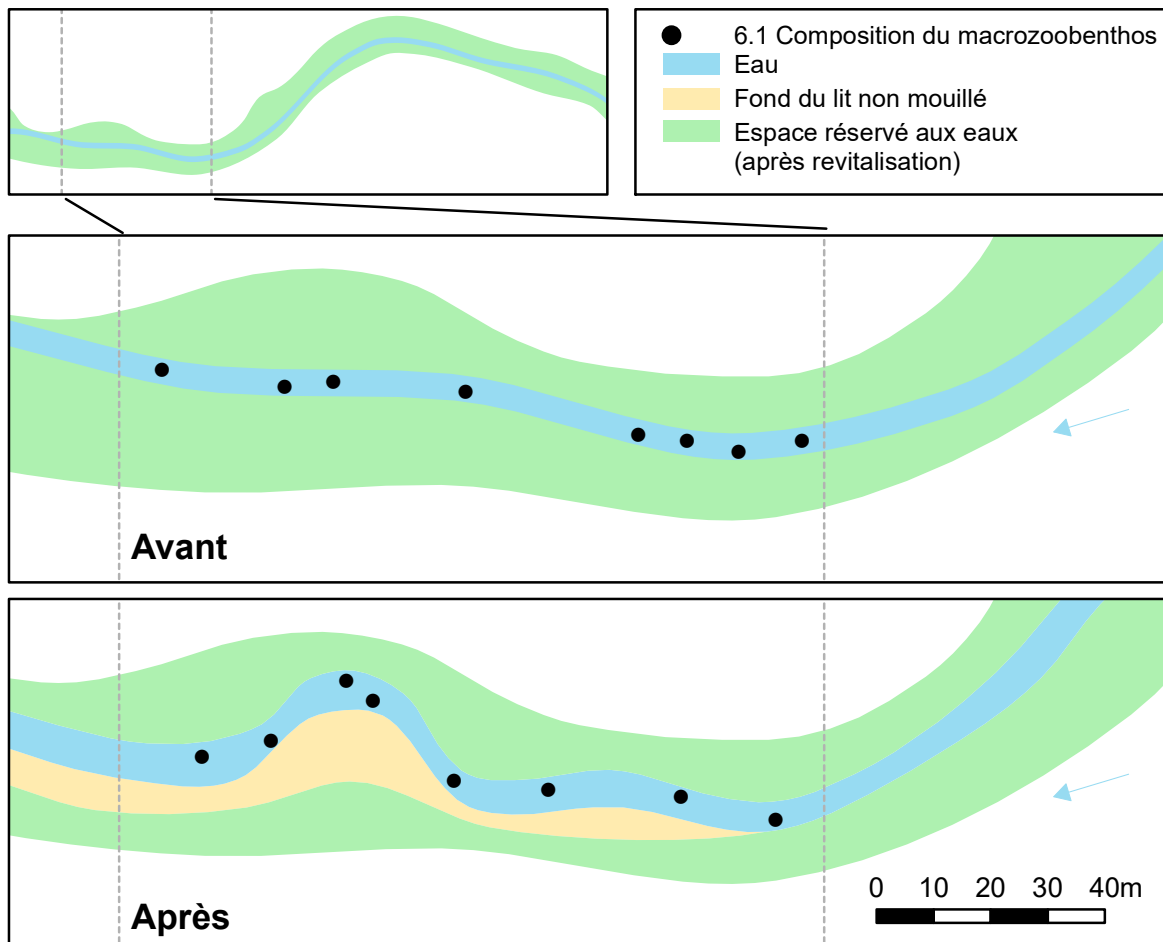 6.1 Composition du macrozoobenthos
Eau
Fond du lit non mouillé
Espace réservé aux eaux
(après revitalisation)
Avant
Après
0 10 20 30 40m